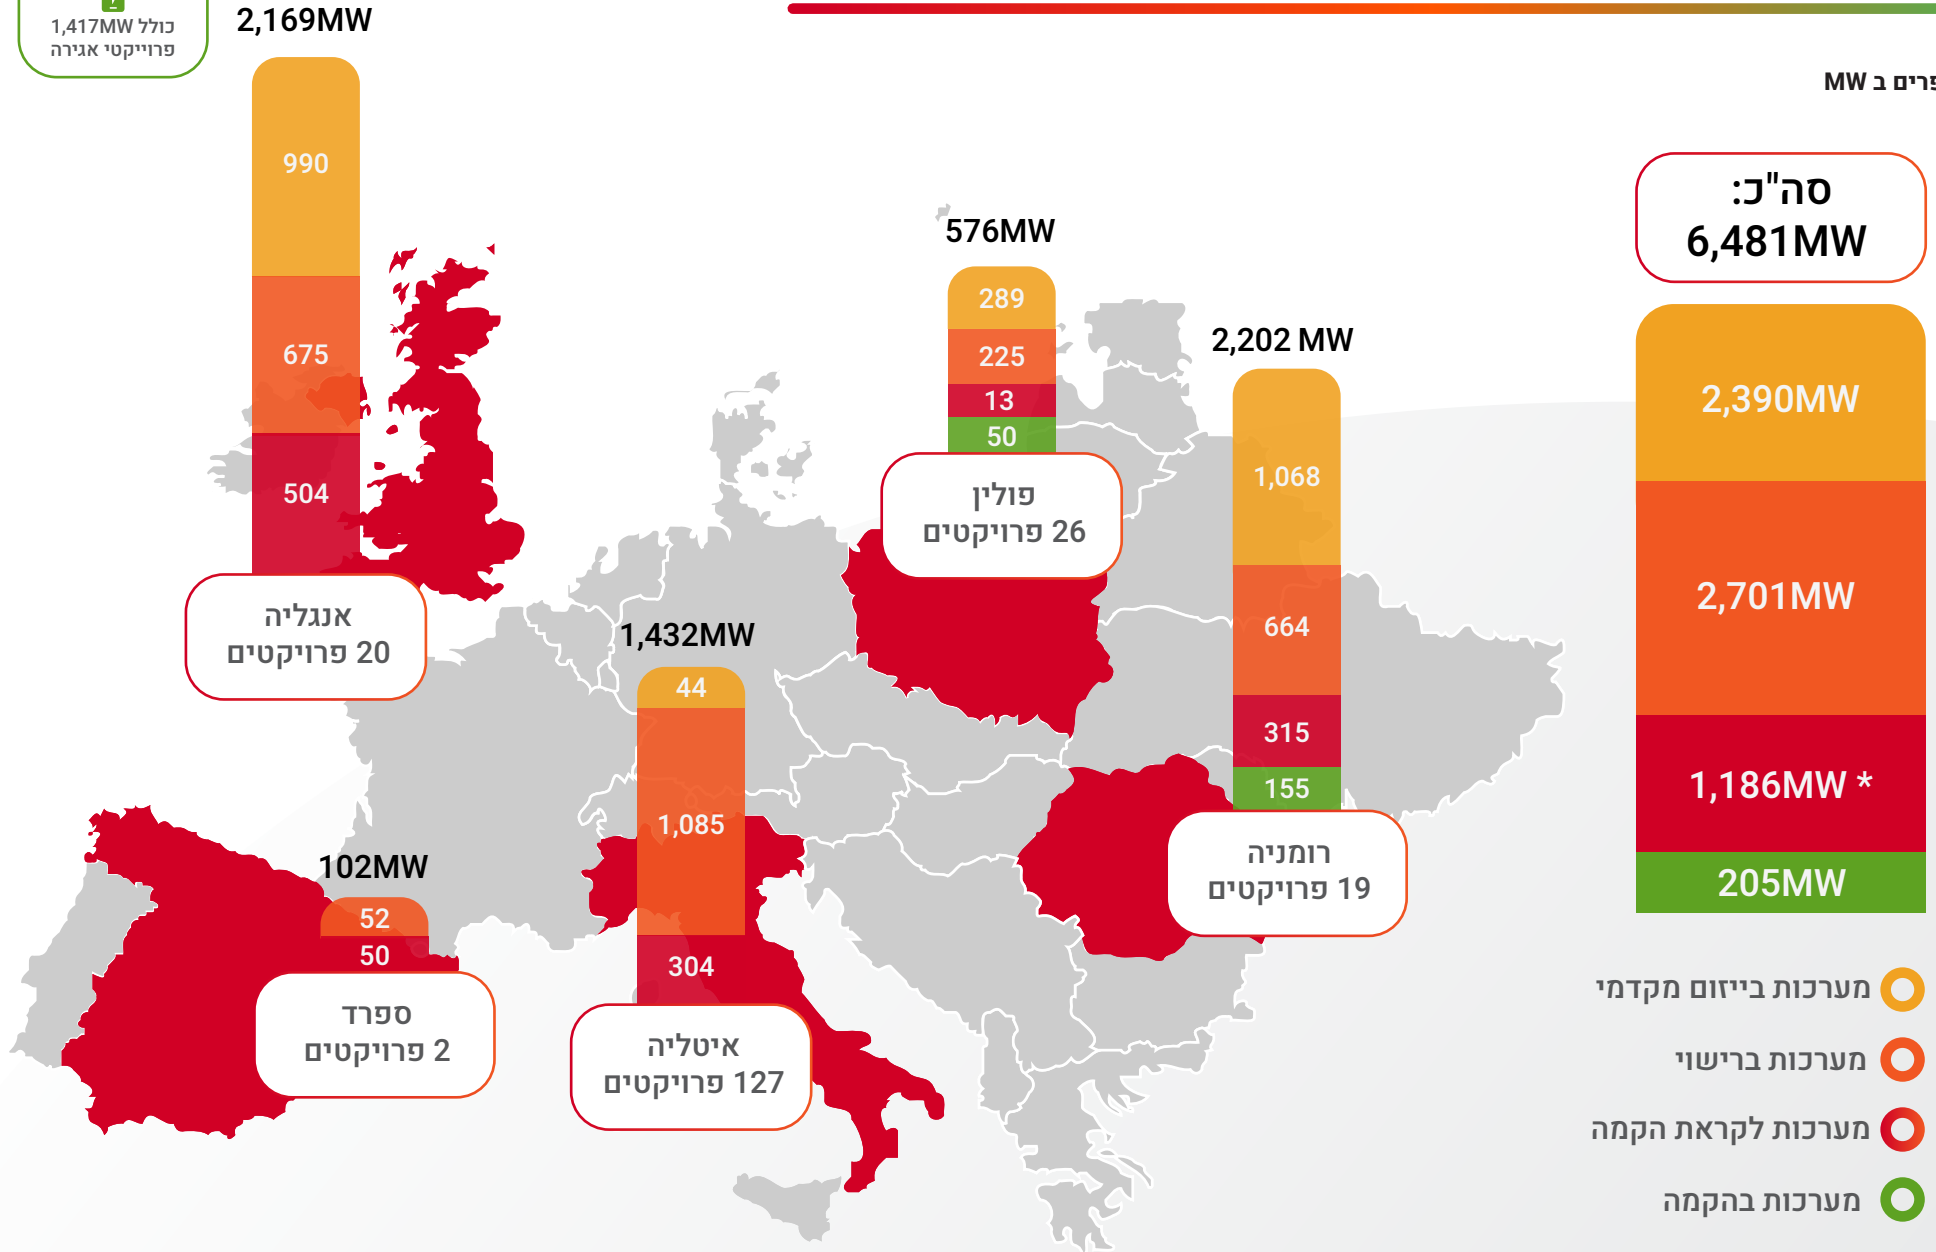 כולל 1,417MW
פרוייקטי אגירה
2,169MW
990
675
504
אנגליה
20 פרויקטים
ב MW
סה"כ:
6,481MW
2,390MW
2,701MW
1,186MW *
205MW
576MW
289
225
13
50
פולין
26 פרויקטים
2,202 MW
1,068
664
315
155
רומניה
19 פרויקטים
1,432MW
44
1,085
304
איטליה
127 פרויקטים
102MW
52
50
ספרד
2 פרויקטים
מערכות בייזום מקדמי
מערכות ברישוי
מערכות לקראת הקמה
מערכות בהקמה